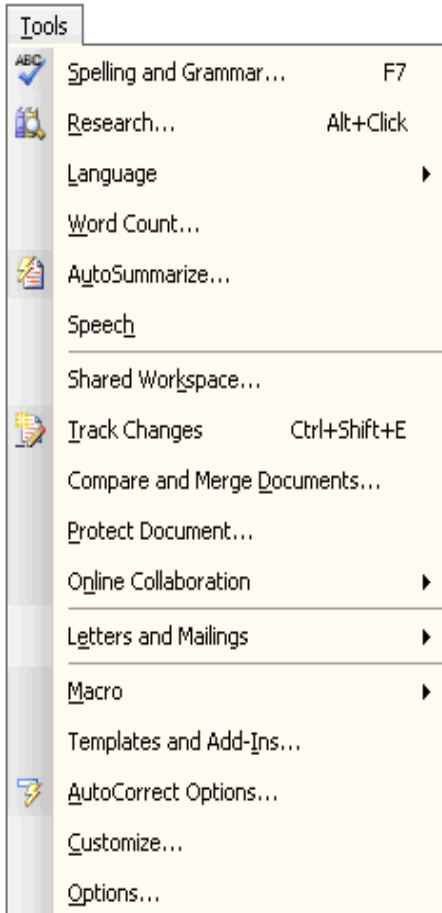 Tools
ABC
Spelling and Grammar... F7
Research... Alt+Click
Language
Word Count...
AutoSummarize...
Speech
Shared Workspace...
Track Changes Ctrl+Shift+E
Compare and Merge Documents...
Protect Document...
Online Collaboration
Letters and Mailings
Macro
Templates and Add-Ins...
AutoCorrect Options...
Customize...
Options...